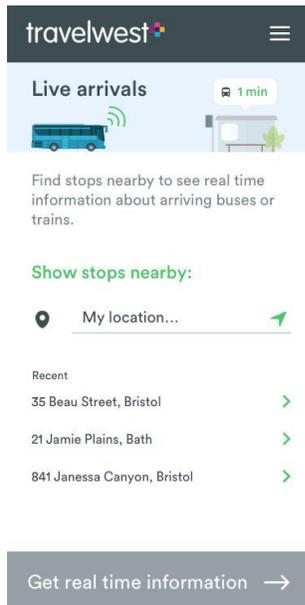 travelwest
Live arrivals
1 min
Find stops nearby to see real time
information about arriving buses or
trains.
Show stops nearby:
My location...
Recent
35 Beau Street, Bristol
21 Jamie Plains, Bath
841 Janessa Canyon, Bristol
Get real time information